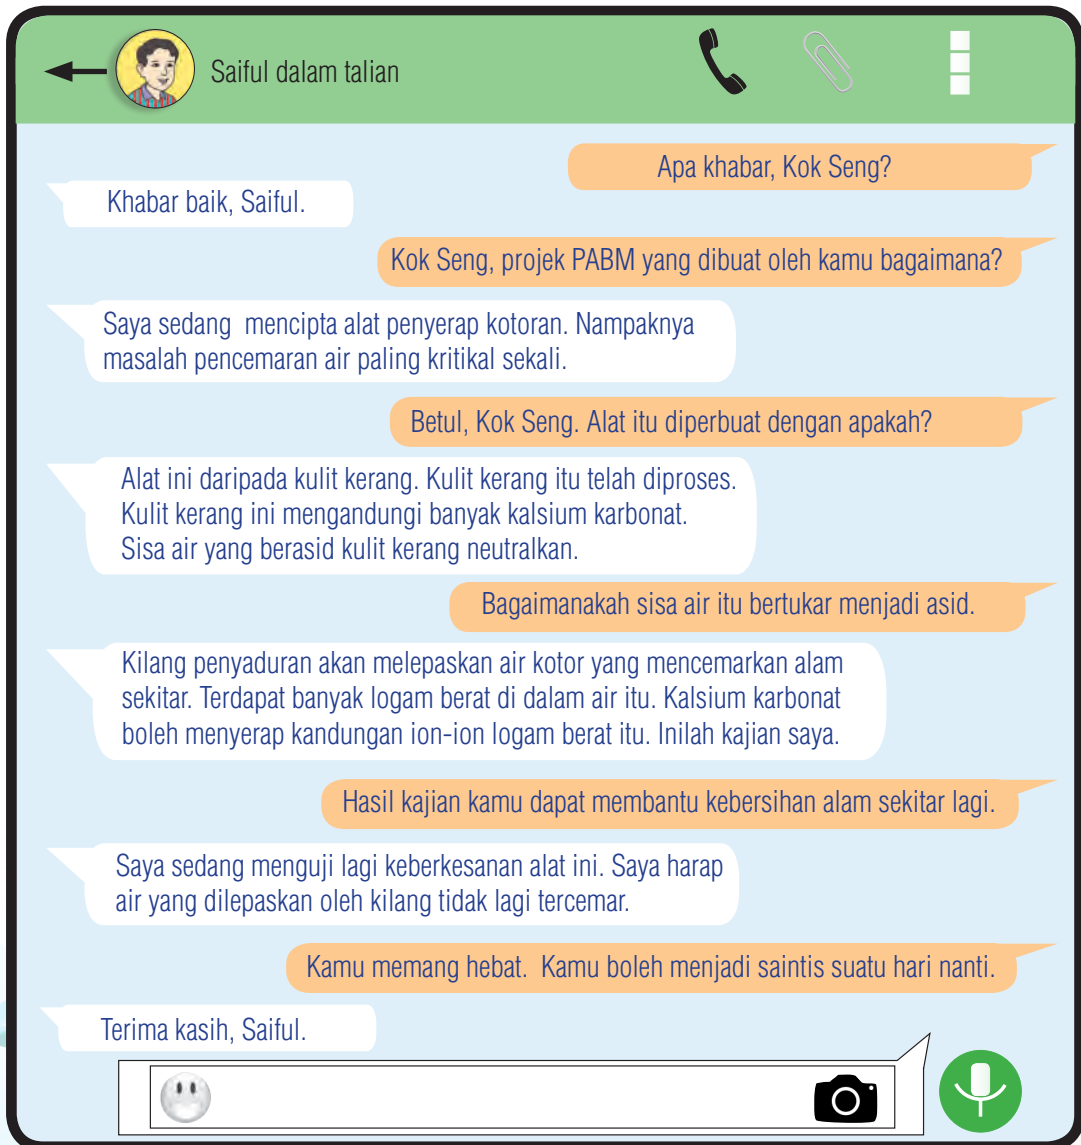 Saiful dalam talian
Apa khabar, Kok Seng?
Khabar baik, Saiful.
Kok Seng, projek PABM yang dibuat oleh kamu bagaimana?
Saya sedang mencipta alat penyerap kotoran. Nampaknya
masalah pencemaran air paling kritikal sekali.
Betul, Kok Seng. Alat itu diperbuat dengan apakah?
Alat ini daripada kulit kerang. Kulit kerang itu telah diproses.
Kulit kerang ini mengandungi banyak kalsium karbonat.
Sisa air yang berasid kulit kerang neutralkan.
Bagaimanakah sisa air itu bertukar menjadi asid.
Kilang penyaduran akan melepaskan air kotor yang mencemarkan alam
sekitar. Terdapat banyak logam berat di dalam air itu. Kalsium karbonat
boleh menyerap kandungan ion-ion logam berat itu. Inilah kajian saya.
Hasil kajian kamu dapat membantu kebersihan alam sekitar lagi.
Saya sedang menguji lagi keberkesanan alat ini. Saya harap
air yang dilepaskan oleh kilang tidak lagi tercemar.
Kamu memang hebat. Kamu boleh menjadi saintis suatu hari nanti.
Terima kasih, Saiful.